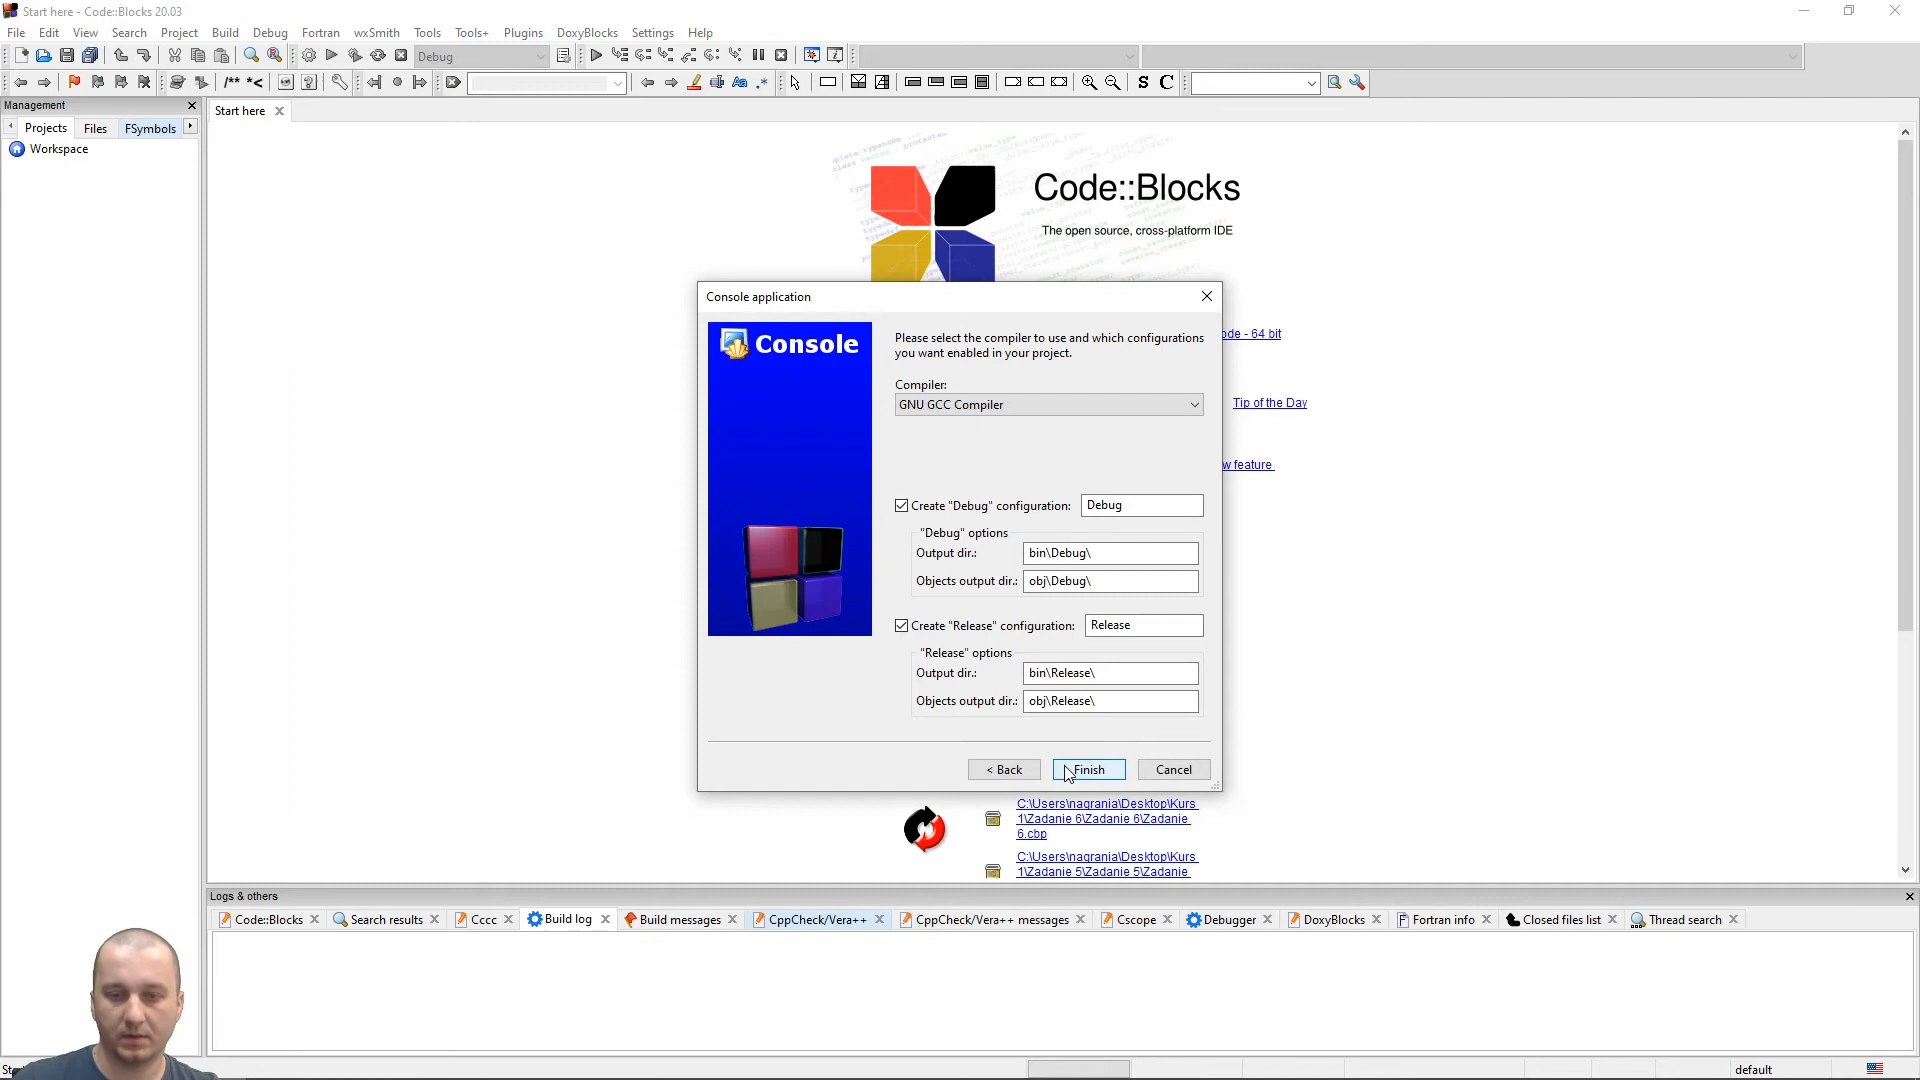 Start here - Code::Blocks 20.03
File Edit View Search Project Build Debug Fortran wxSmith Tools Tools+ Plugins DoxyBlocks Settings Help
Debug
/** *<
Aa .*
S C
Management
Projects Files FSymbols
Workspace
Start here
Code::Blocks
The open source, cross-platform IDE
ode - 64 bit
Tip of the Day
w feature
Console application
Console
Please select the compiler to use and which configurations
you want enabled in your project.
Compiler:
GNU GCC Compiler
Create "Debug" configuration: Debug
"Debug" options
Output dir.: bin\Debug\
Objects output dir.: obj\Debug\
Create "Release" configuration: Release
"Release" options
Output dir.: bin\Release\
Objects output dir.: obj\Release\
< Back Finish Cancel
C:\Users\nagrania\Desktop\Kurs
1\Zadanie 6\Zadanie 6\Zadanie
6.cbp
C:\Users\nagrania\Desktop\Kurs
1\Zadanie 5\Zadanie 5\Zadanie
Logs & others
Code::Blocks Search results Cccc Build log Build messages CppCheck/Vera++ CppCheck/Vera++ messages Cscope Debugger DoxyBlocks Fortran info Closed files list Thread search
default